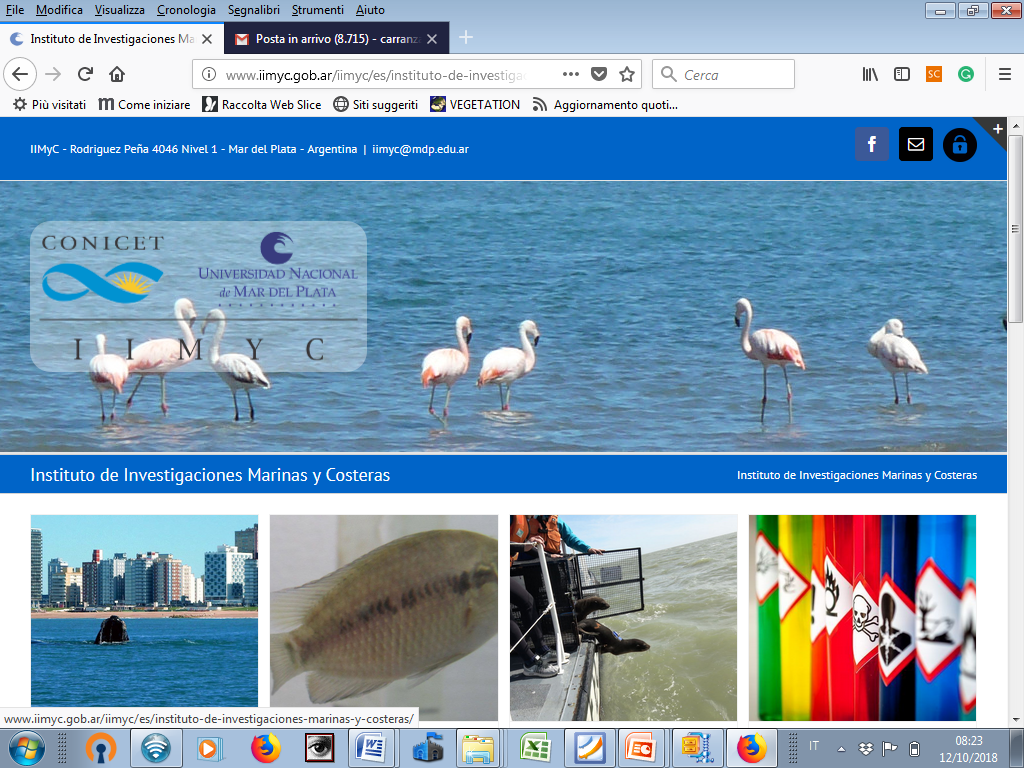 File Modifica Visualizza Cronologia Segnalibri Strumenti Aiuto
Instituto de Investigaciones Ma
Posta in arrivo (8.715) - carranz
www.iimyc.gob.ar/iimyc/es/instituto-de-investiga
Cerca
SC
Più visitati Come iniziare Raccolta Web Slice Siti suggeriti VEGETATION Aggiornamento quoti...
IIMyC - Rodriguez Peña 4046 Nivel 1 - Mar del Plata - Argentina | iimyc@mdp.edu.ar
CONICET
UNIVERSIDAD NACIONAL
de MAR DEL PLATA
I I M Y C
Instituto de Investigaciones Marinas y Costeras
Instituto de Investigaciones Marinas y Costeras
www.iimyc.gob.ar/iimyc/es/instituto-de-investigaciones-marinas-y-costeras/
IT
08:23
12/10/2018